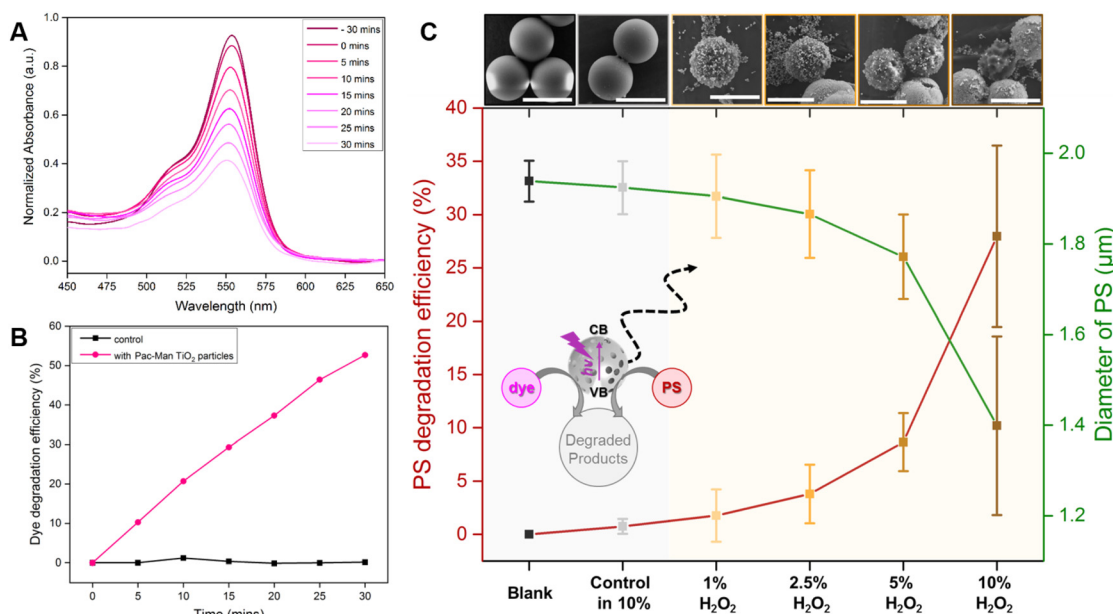 A
Normalized Absorbance (a.u.)
1.0
0.8
0.6
0.4
0.2
0.0
450
475
500
525
550
575
600
625
650
Wavelength (nm)
- 30 mins
0 mins
5 mins
10 mins
15 mins
20 mins
25 mins
30 mins
B
Dye degradation efficiency (%)
60
50
40
30
20
10
0
0
5
10
15
20
25
30
Time (mins)
control
with Pac-Man TiO₂ particles
C
PS degradation efficiency (%)
40
35
30
25
20
15
10
5
0
Diameter of PS (μm)
2.0
1.8
1.6
1.4
1.2
CB
hν
VB
dye
PS
Degraded
Products
Blank
Control
in 10%
H₂O₂
1%
H₂O₂
2.5%
H₂O₂
5%
H₂O₂
10%
H₂O₂